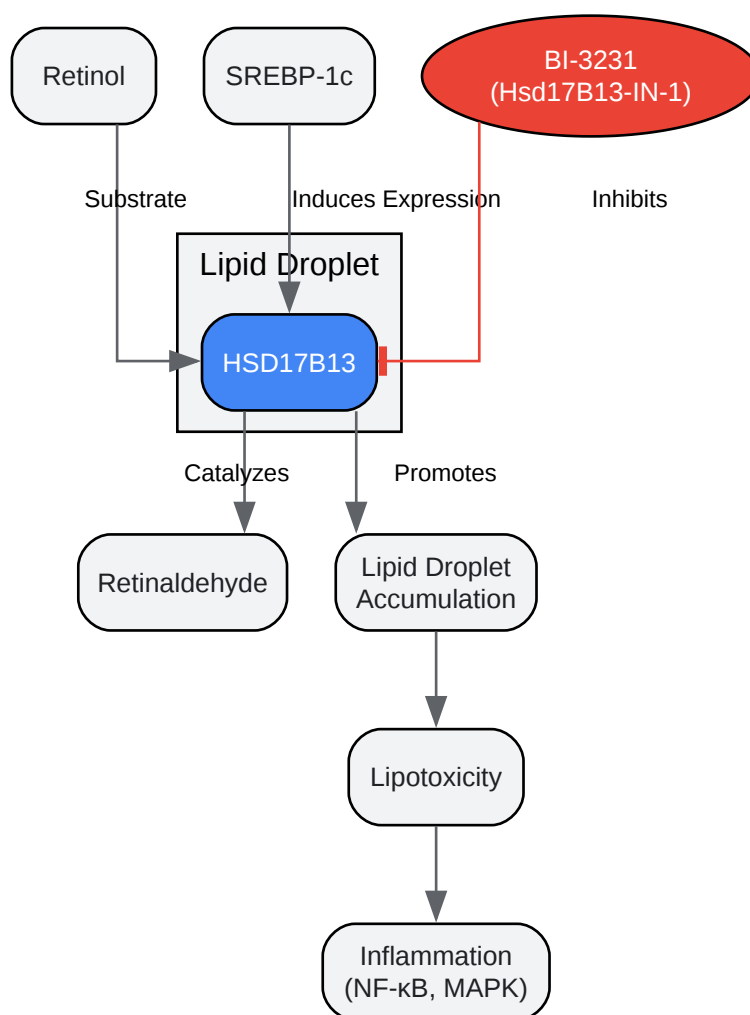 Retinol
SREBP-1c
BI-3231
(Hsd17B13-IN-1)
Substrate
Induces Expression
Inhibits
Lipid Droplet
HSD17B13
Catalyzes
Promotes
Retinaldehyde
Lipid Droplet
Accumulation
Lipotoxicity
Inflammation
(NF-κB, MAPK)